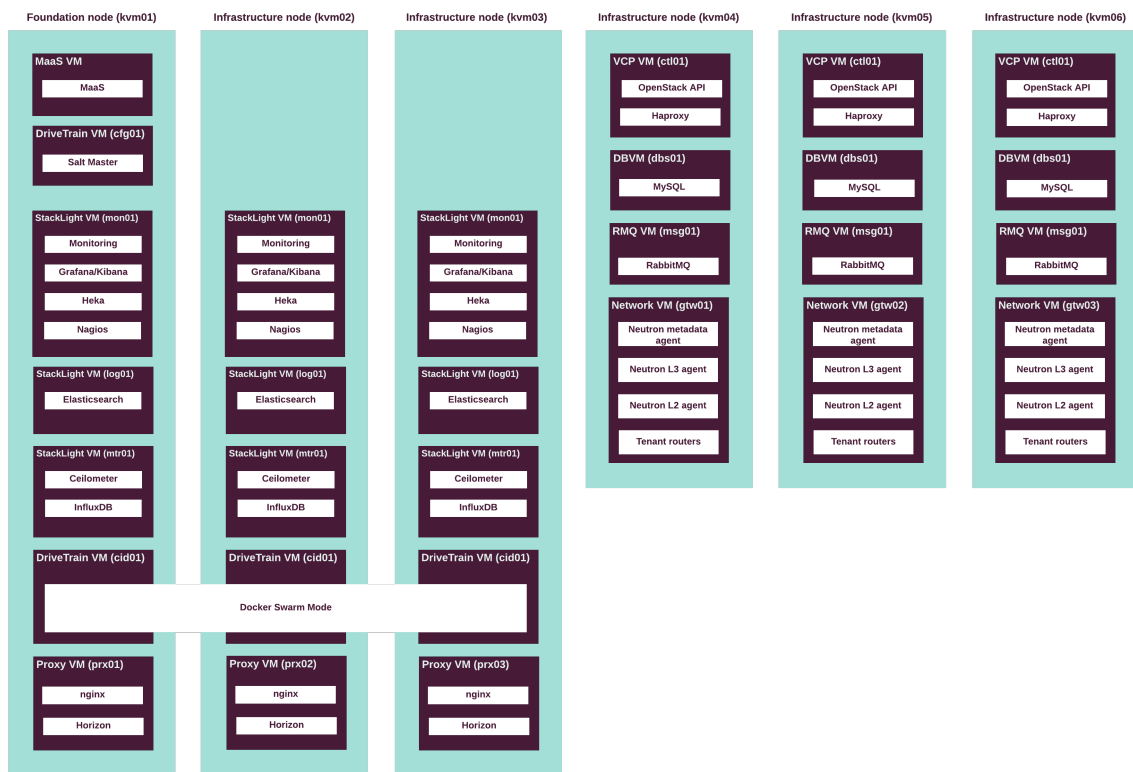 Foundation node (kvm01)
MaaS VM
MaaS
DriveTrain VM (cfg01)
Salt Master
StackLight VM (mon01)
Monitoring
Grafana/Kibana
Heka
Nagios
StackLight VM (log01)
Elasticsearch
StackLight VM (mtr01)
Ceilometer
InfluxDB
DriveTrain VM (cid01)
Proxy VM (prx01)
nginx
Horizon
Infrastructure node (kvm02)
StackLight VM (mon01)
Monitoring
Grafana/Kibana
Heka
Nagios
StackLight VM (log01)
Elasticsearch
StackLight VM (mtr01)
Ceilometer
InfluxDB
DriveTrain VM (cid01)
Docker Swarm Mode
Proxy VM (prx02)
nginx
Horizon
Infrastructure node (kvm03)
StackLight VM (mon01)
Monitoring
Grafana/Kibana
Heka
Nagios
StackLight VM (log01)
Elasticsearch
StackLight VM (mtr01)
Ceilometer
InfluxDB
DriveTrain VM (cid01)
Proxy VM (prx03)
nginx
Horizon
Infrastructure node (kvm04)
VCP VM (ctl01)
OpenStack API
Haproxy
DBVM (dbs01)
MySQL
RMQ VM (msg01)
RabbitMQ
Network VM (gtw01)
Neutron metadata
agent
Neutron L3 agent
Neutron L2 agent
Tenant routers
Infrastructure node (kvm05)
VCP VM (ctl01)
OpenStack API
Haproxy
DBVM (dbs01)
MySQL
RMQ VM (msg01)
RabbitMQ
Network VM (gtw02)
Neutron metadata
agent
Neutron L3 agent
Neutron L2 agent
Tenant routers
Infrastructure node (kvm06)
VCP VM (ctl01)
OpenStack API
Haproxy
DBVM (dbs01)
MySQL
RMQ VM (msg01)
RabbitMQ
Network VM (gtw03)
Neutron metadata
agent
Neutron L3 agent
Neutron L2 agent
Tenant routers